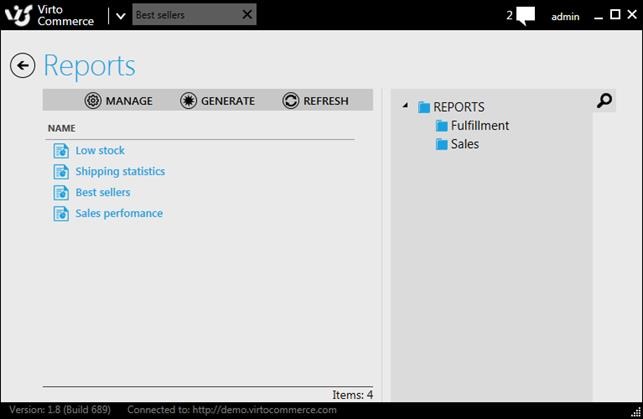 Virto
Commerce
Best sellers
2
admin
Reports
MANAGE GENERATE REFRESH
NAME
Low stock
Shipping statistics
Best sellers
Sales perfomance
Items: 4
REPORTS
Fulfillment
Sales
Version: 1.8 (Build 689) Connected to: http://demo.virtocommerce.com